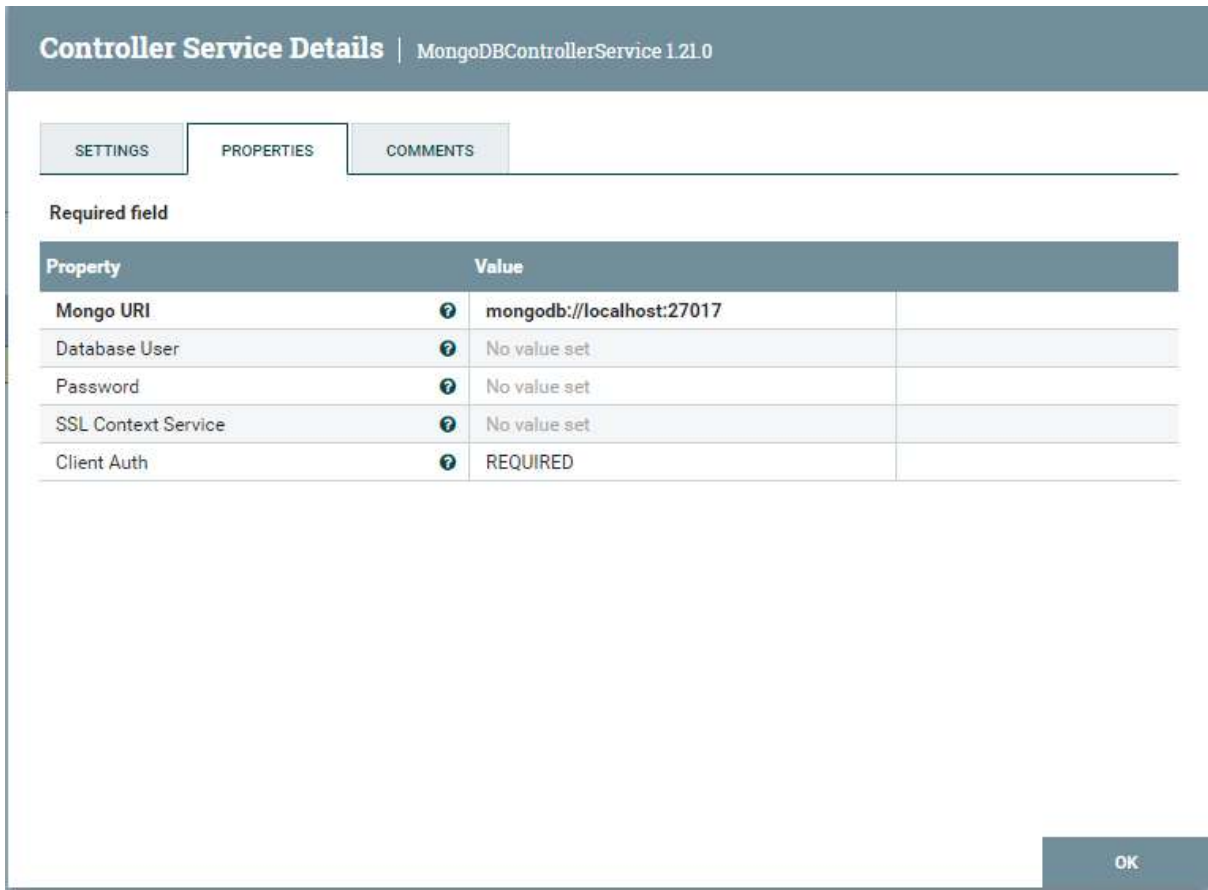 Controller Service Details | MongoDBControllerService 1.21.0
SETTINGS PROPERTIES COMMENTS
Required field
Property Value
Mongo URI mongodb://localhost:27017
Database User No value set
Password No value set
SSL Context Service No value set
Client Auth REQUIRED
OK